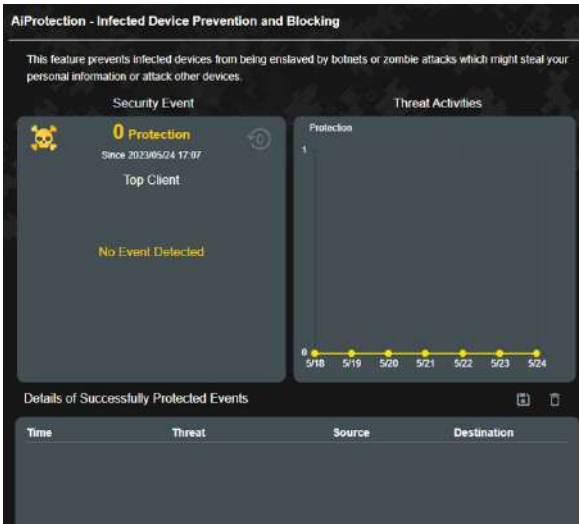 AiProtection - Infected Device Prevention and Blocking
This feature prevents infected devices from being enslaved by botnets or zombie attacks which might steal your
personal information or attack other devices.
Security Event
Threat Activities
0 Protection
Since 2023/05/24 17:07
Top Client
No Event Detected
Protection
1
0
5/18 5/19 5/20 5/21 5/22 5/23 5/24
Details of Successfully Protected Events
Time Threat Source Destination